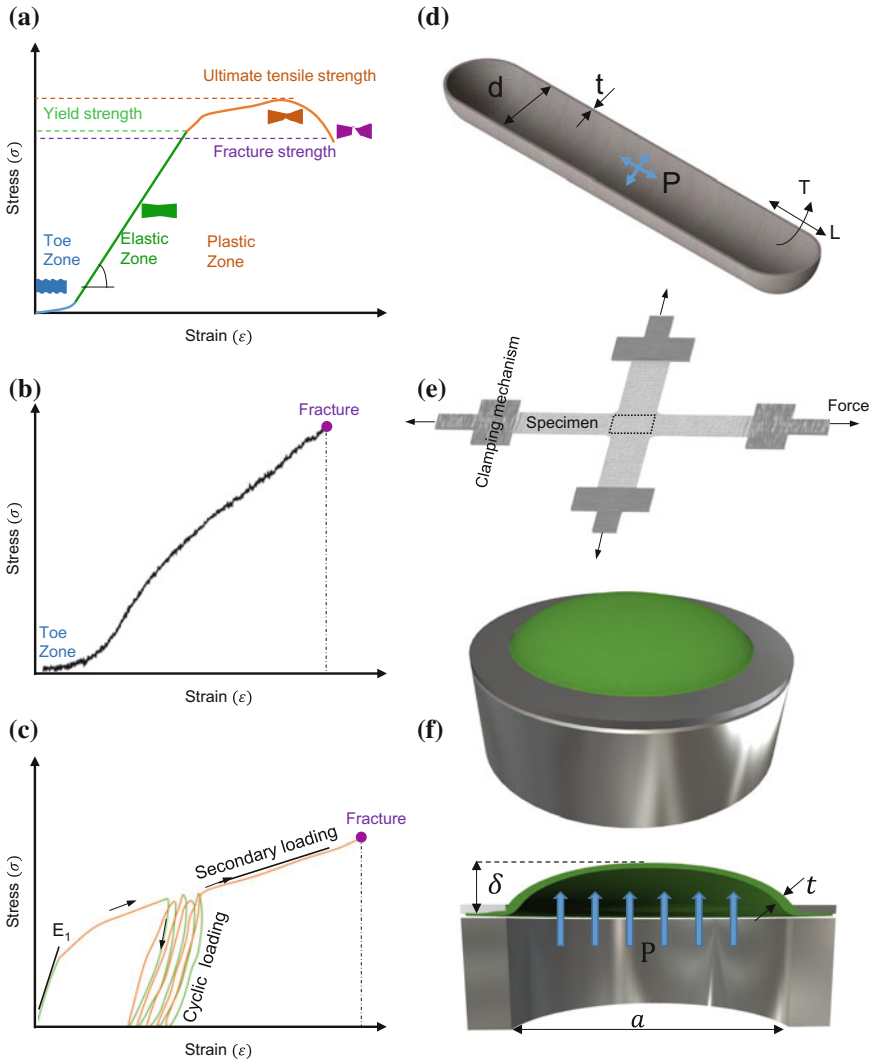 (a)
Stress (σ)
Ultimate tensile strength
Yield strength
Fracture strength
Toe
Zone
Elastic
Zone
Plastic
Zone
Strain (ε)
(b)
Stress (σ)
Fracture
Toe
Zone
Strain (ε)
(c)
Stress (σ)
E1
Cyclic loading
Secondary loading
Fracture
Strain (ε)
(d)
d
t
P
T
L
(e)
Clamping mechanism
Specimen
Force
(f)
δ
t
P
a